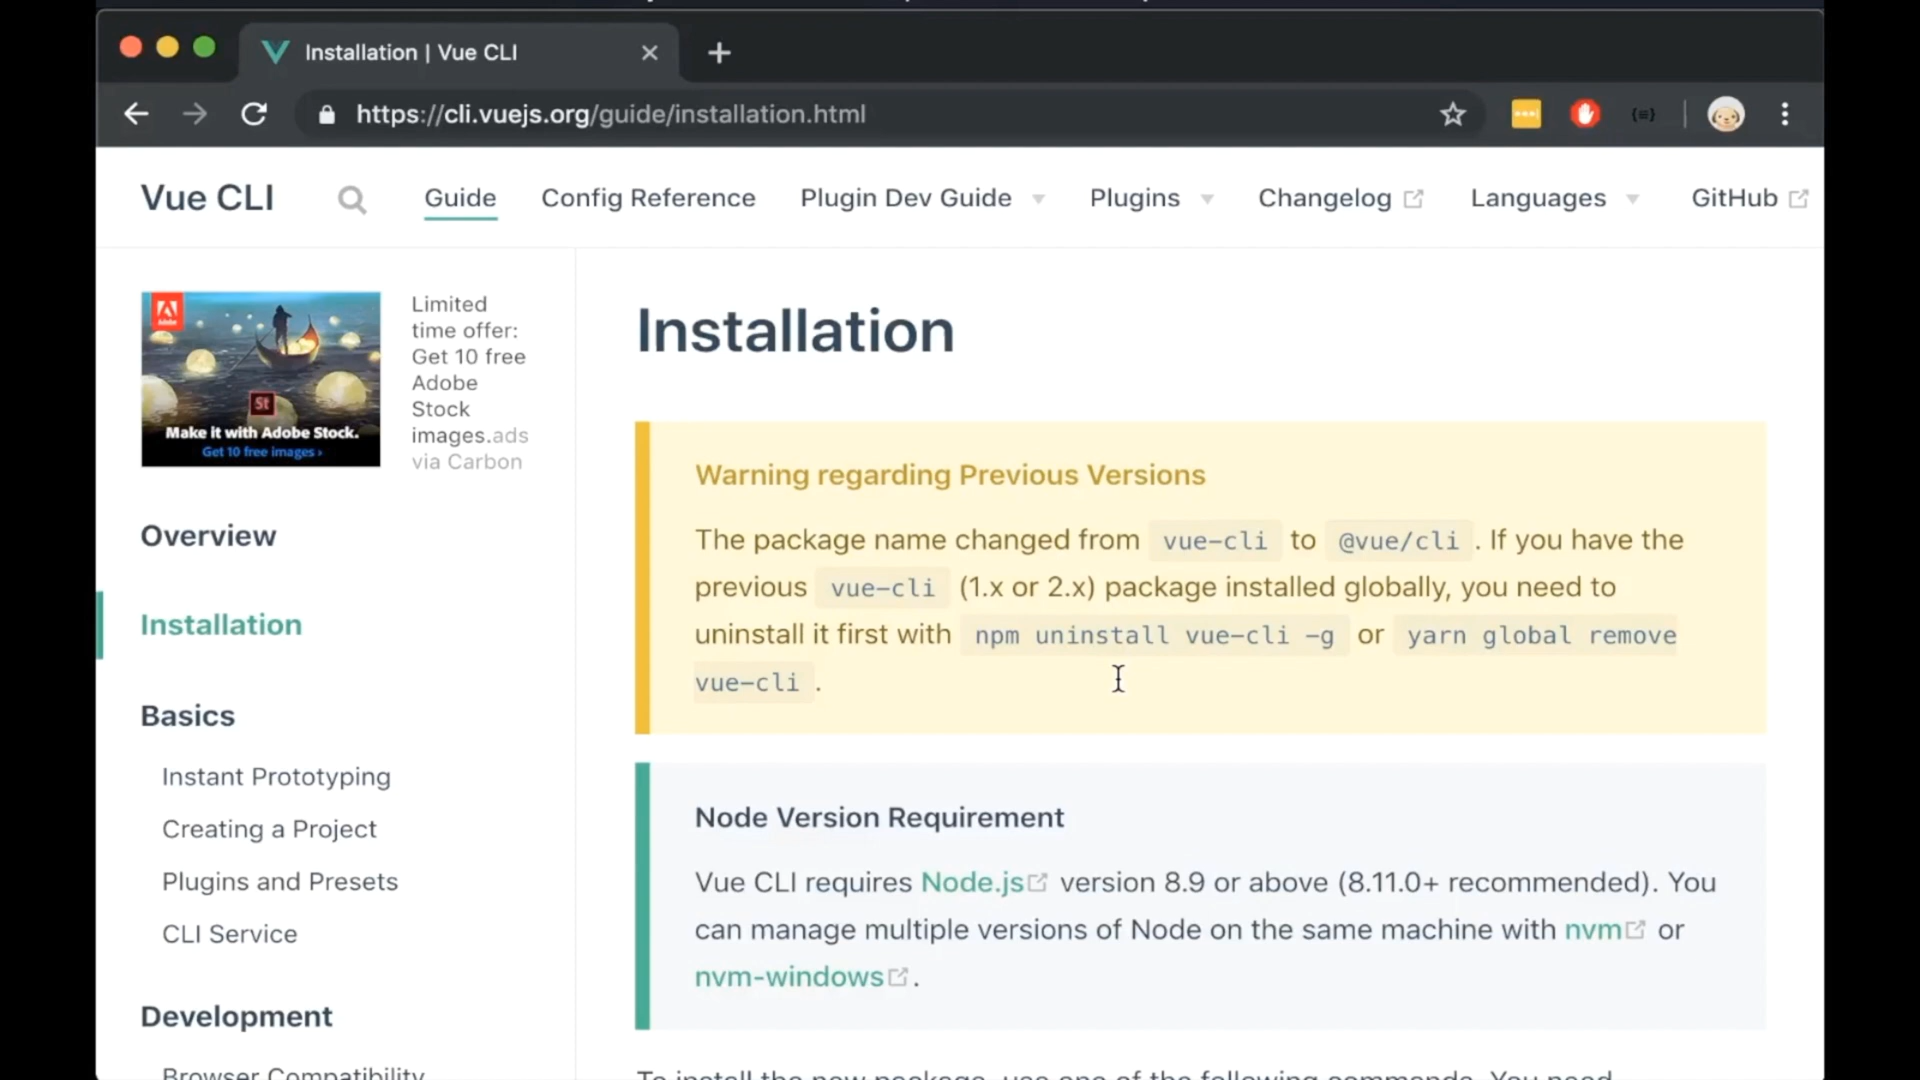 Installation | Vue CLI
https://cli.vuejs.org/guide/installation.html
Vue CLI
Guide
Config Reference
Plugin Dev Guide
Plugins
Changelog
Languages
GitHub
Adobe
St
Make it with Adobe Stock.
Get 10 free images ›
Limited
time offer:
Get 10 free
Adobe
Stock
images.ads
via Carbon
Overview
Installation
Basics
Instant Prototyping
Creating a Project
Plugins and Presets
CLI Service
Development
Browser Compatibility
Installation
Warning regarding Previous Versions
The package name changed from vue-cli to @vue/cli . If you have the
previous vue-cli (1.x or 2.x) package installed globally, you need to
uninstall it first with npm uninstall vue-cli -g or yarn global remove
vue-cli .
Node Version Requirement
Vue CLI requires Node.js version 8.9 or above (8.11.0+ recommended). You
can manage multiple versions of Node on the same machine with nvm or
nvm-windows .
To install the new package, use one of the following commands. You need